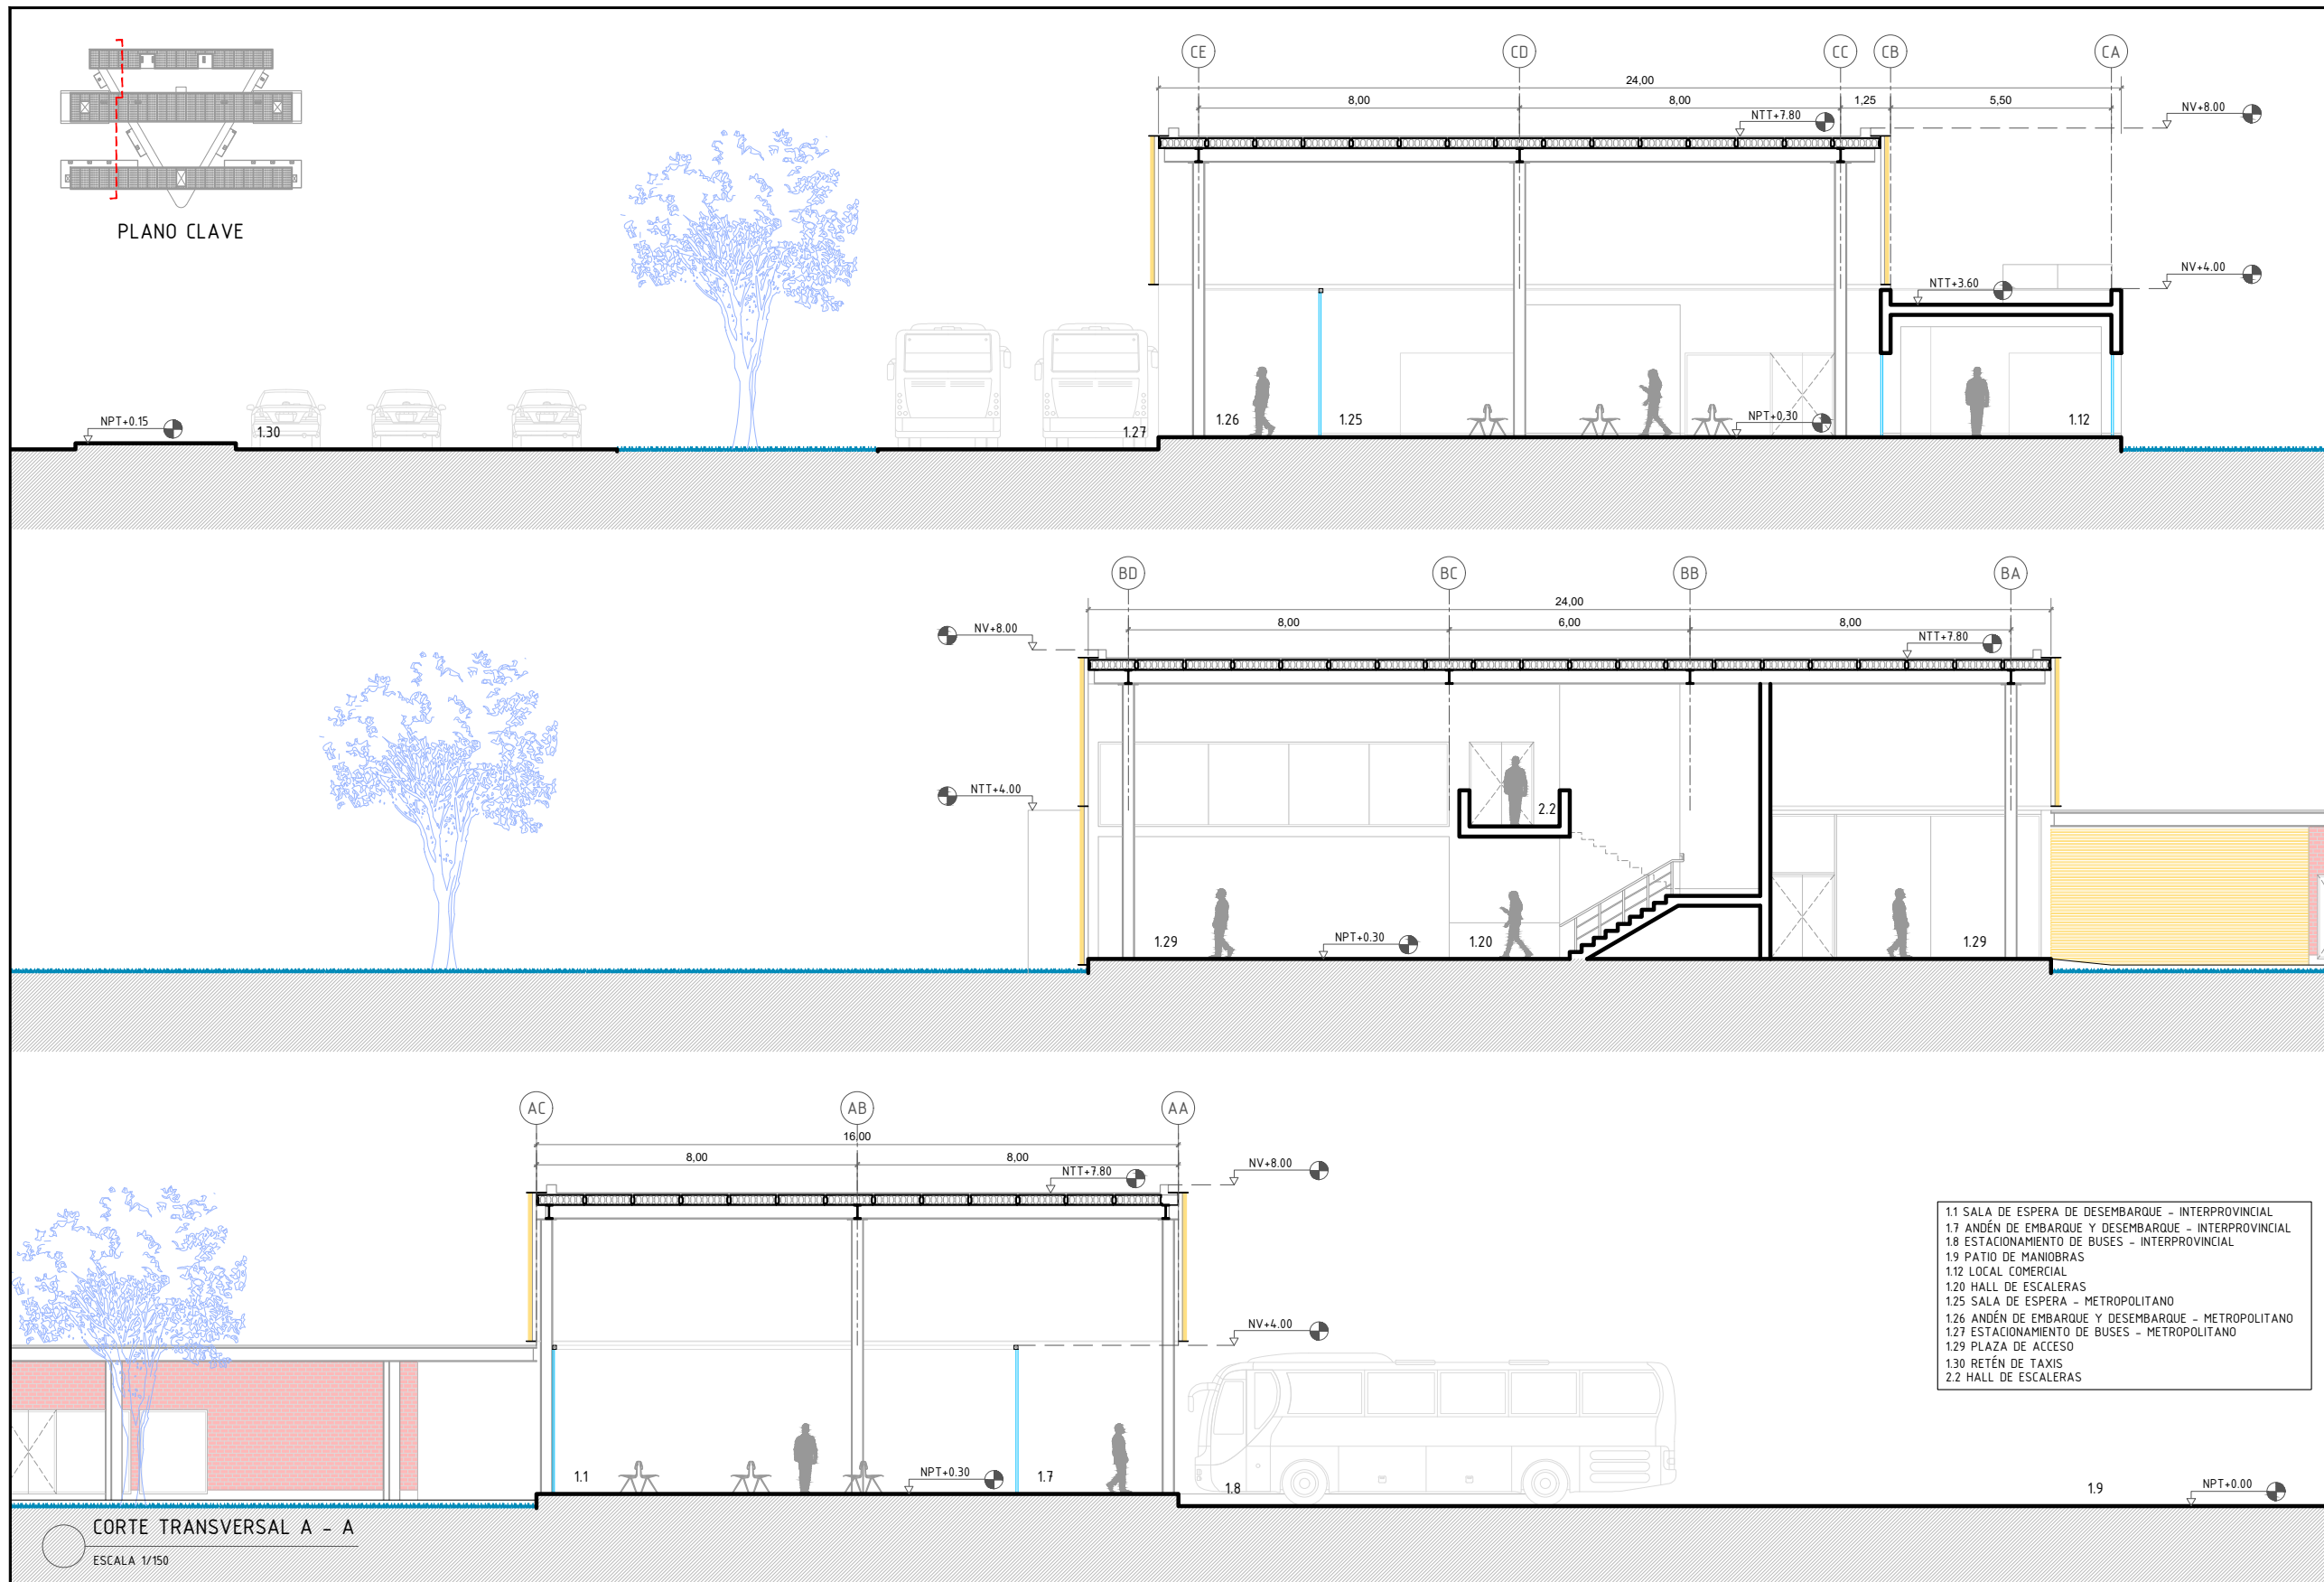 PLANO CLAVE
CE
CD
CC
CB
CA
24,00
8,00
8,00
1,25
5,50
NTT+7.80
NV+8.00
NV+4.00
NTT+3.60
NPT+0.15
1.30
1.27
1.26
1.25
NPT+0,30
1.12
BD
BC
BB
BA
24,00
8,00
6,00
8,00
NV+8.00
NTT+7.80
NTT+4.00
2.2
1.29
NPT+0.30
1.20
1.29
AC
AB
AA
16.00
8,00
8,00
NTT+7.80
NV+8.00
NV+4.00
1.1
NPT+0.30
1.7
1.8
1.9
NPT+0.00
1.1 SALA DE ESPERA DE DESEMBARQUE - INTERPROVINCIAL
1.7 ANDÉN DE EMBARQUE Y DESEMBARQUE - INTERPROVINCIAL
1.8 ESTACIONAMIENTO DE BUSES - INTERPROVINCIAL
1.9 PATIO DE MANIOBRAS
1.12 LOCAL COMERCIAL
1.20 HALL DE ESCALERAS
1.25 SALA DE ESPERA - METROPOLITANO
1.26 ANDÉN DE EMBARQUE Y DESEMBARQUE - METROPOLITANO
1.27 ESTACIONAMIENTO DE BUSES - METROPOLITANO
1.29 PLAZA DE ACCESO
1.30 RETÉN DE TAXIS
2.2 HALL DE ESCALERAS
CORTE TRANSVERSAL A - A
ESCALA 1/150